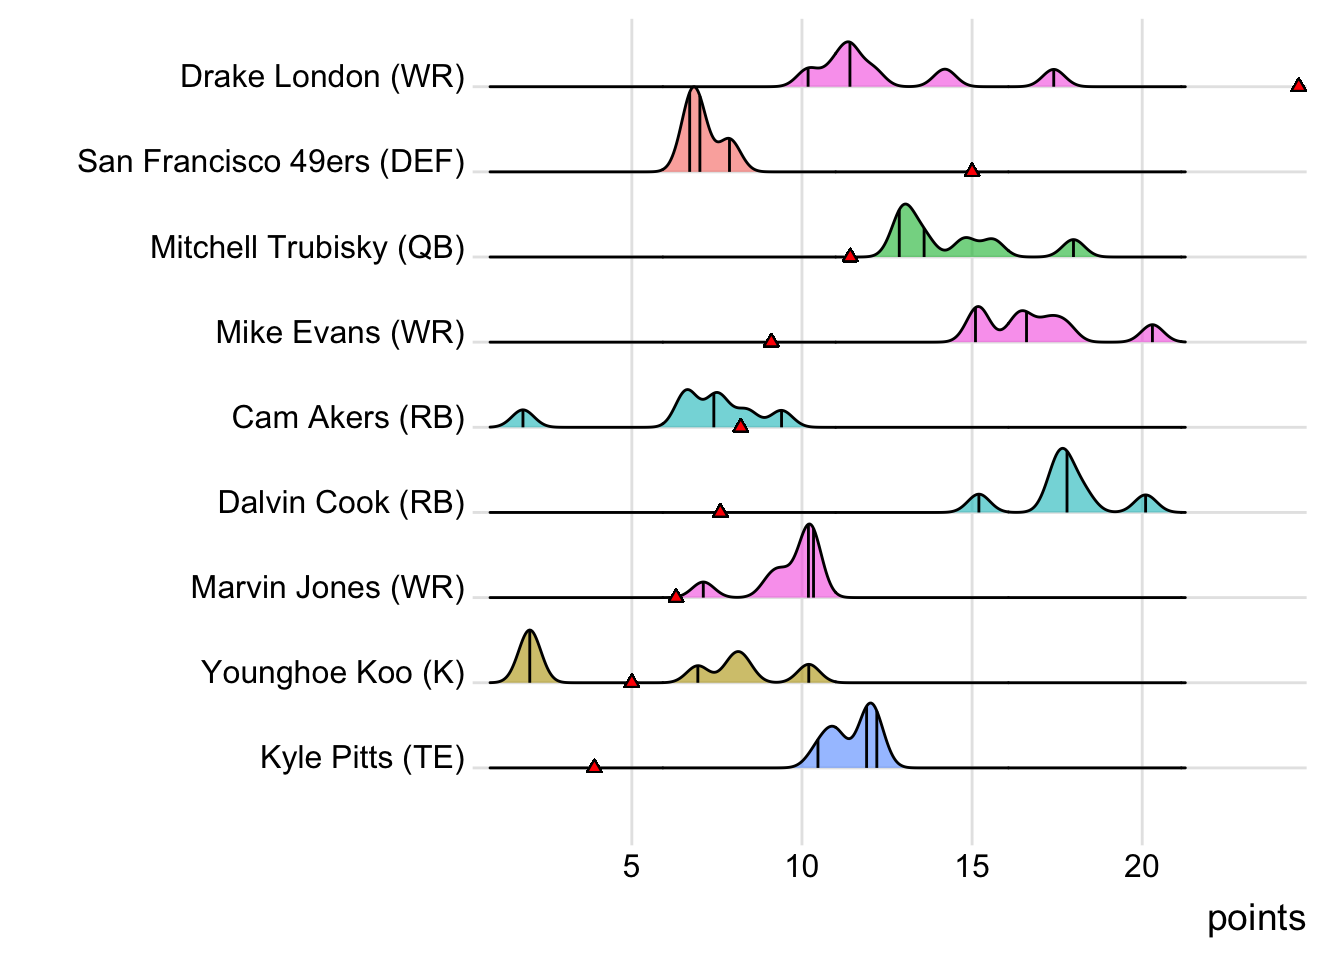 Drake London (WR)
San Francisco 49ers (DEF)
Mitchell Trubisky (QB)
Mike Evans (WR)
Cam Akers (RB)
Dalvin Cook (RB)
Marvin Jones (WR)
Younghoe Koo (K)
Kyle Pitts (TE)
5 10 15 20
points